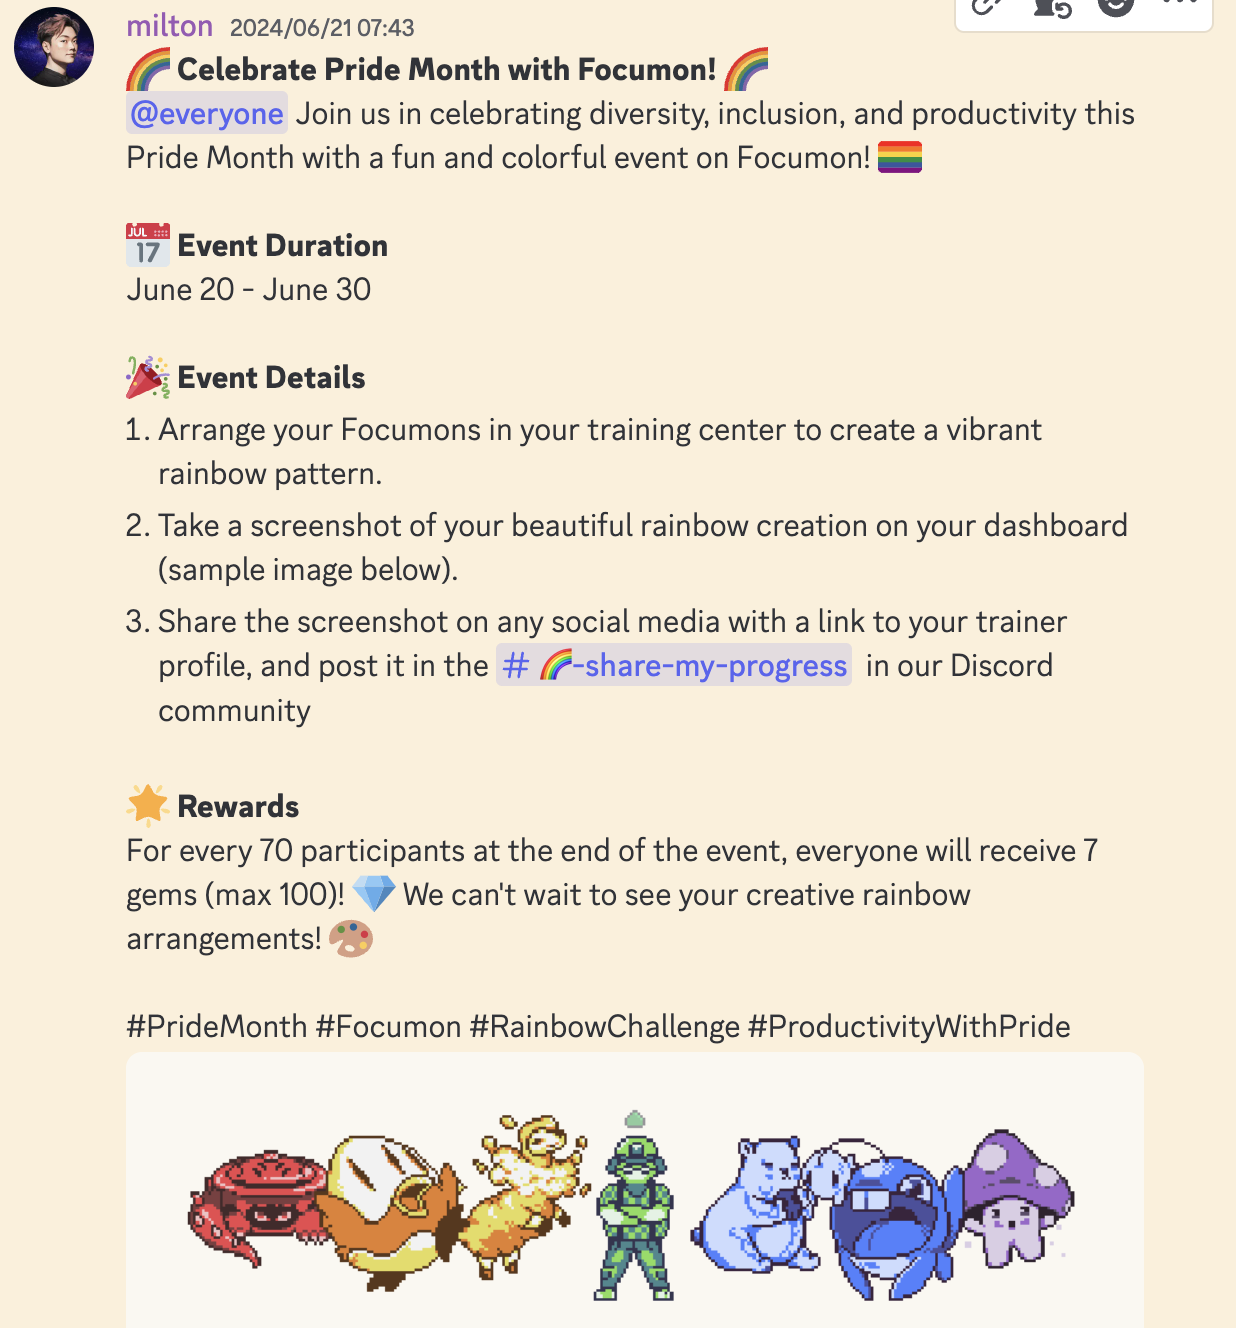 milton 2024/06/21 07:43
Celebrate Pride Month with Focumon!
@everyone Join us in celebrating diversity, inclusion, and productivity this
Pride Month with a fun and colorful event on Focumon!
JUL
17 Event Duration
June 20 - June 30
Event Details
1. Arrange your Focumons in your training center to create a vibrant
rainbow pattern.
2. Take a screenshot of your beautiful rainbow creation on your dashboard
(sample image below).
3. Share the screenshot on any social media with a link to your trainer
profile, and post it in the # 🌈-share-my-progress in our Discord
community
Rewards
For every 70 participants at the end of the event, everyone will receive 7
gems (max 100)! 💎 We can't wait to see your creative rainbow
arrangements!
#PrideMonth #Focumon #RainbowChallenge #ProductivityWithPride